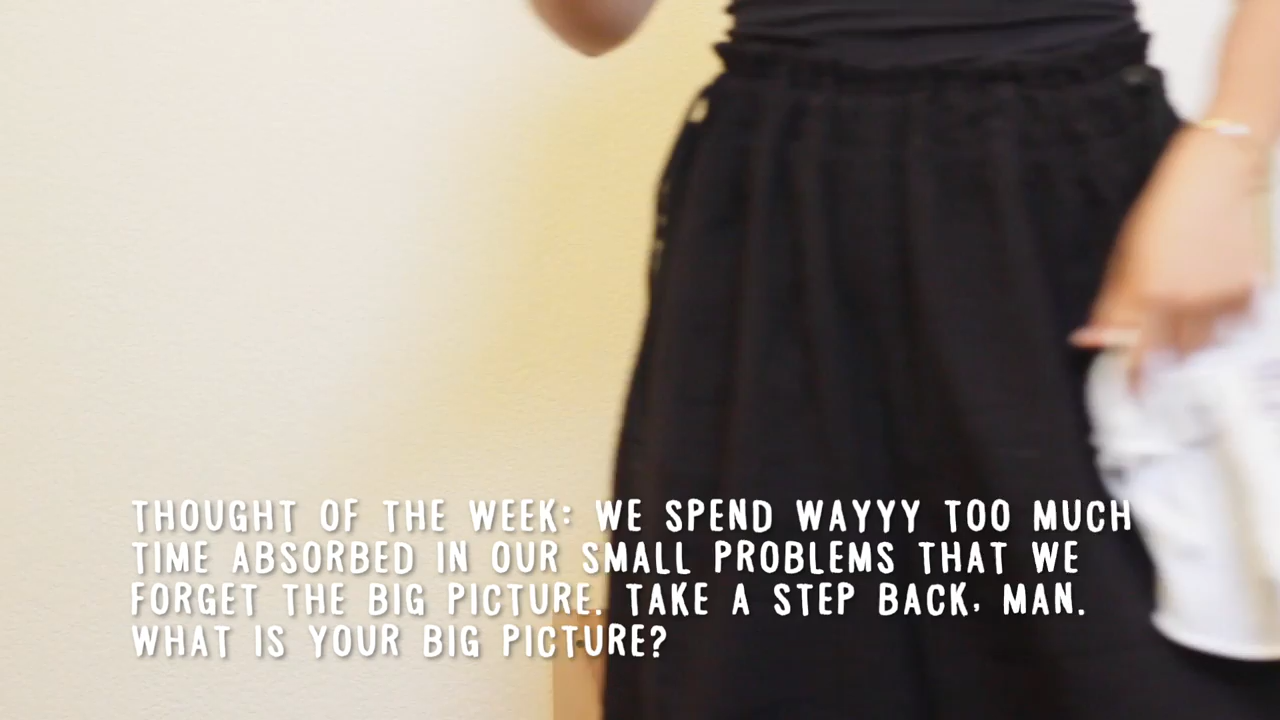 THOUGHT OF THE WEEK: WE SPEND WAYYY TOO MUCH
TIME ABSORBED IN OUR SMALL PROBLEMS THAT WE
FORGET THE BIG PICTURE. TAKE A STEP BACK, MAN.
WHAT IS YOUR BIG PICTURE?